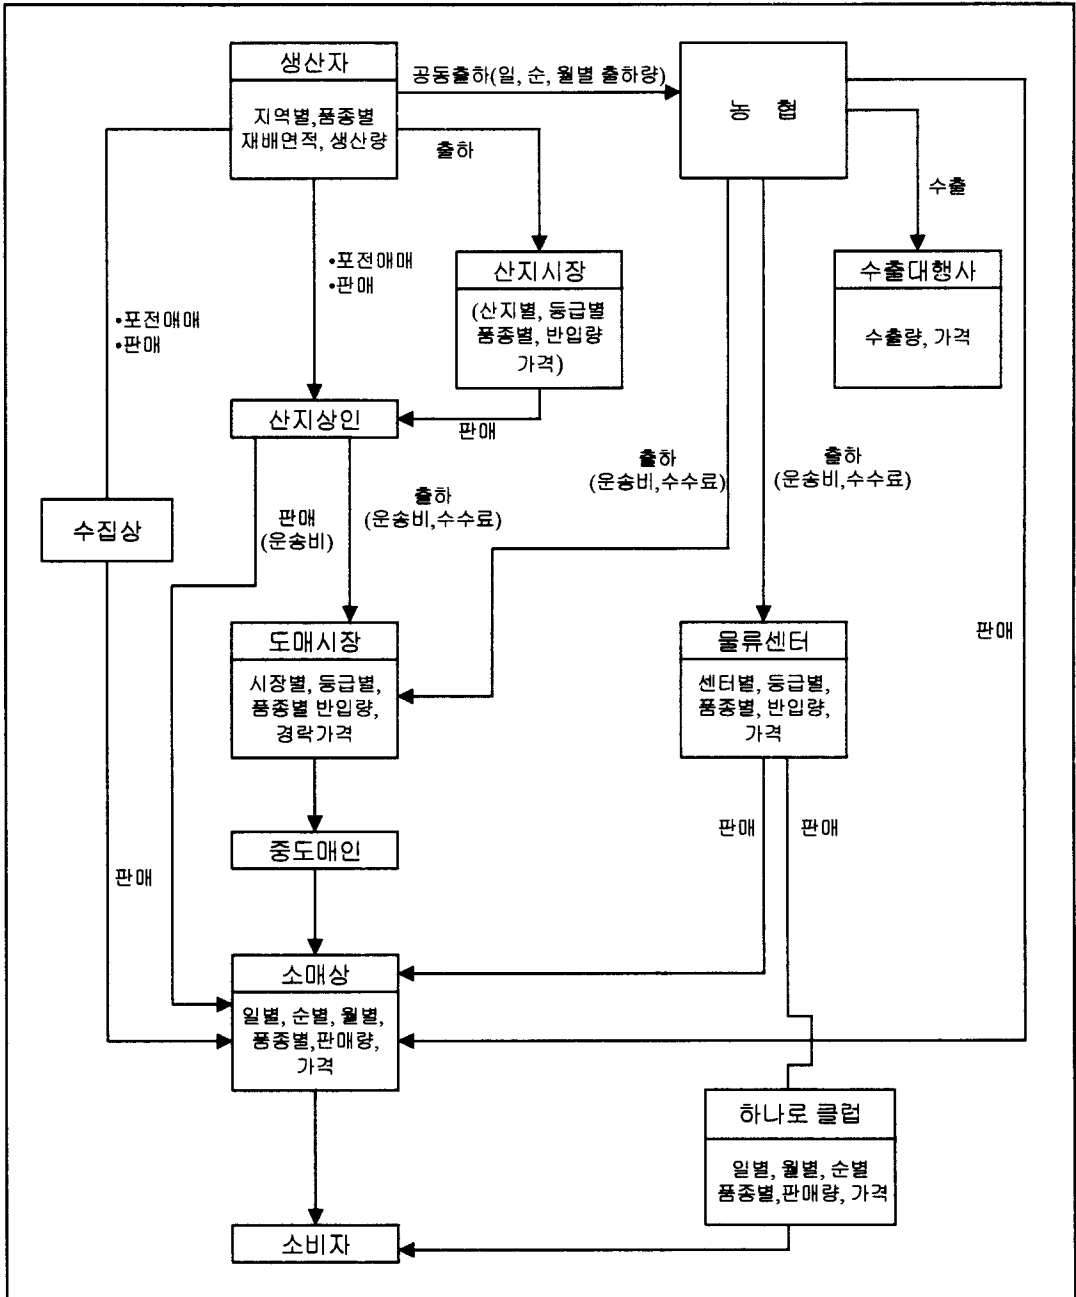 생산자
지역별,품종별
재배면적, 생산량
공동출하(일, 순, 월별 출하량)
농 협
출하
수출
•포전매매
•판매
산지시장
(산지별, 등급별
품종별, 반입량
가격)
수출대행사
수출량, 가격
•포전매매
•판매
산지상인
판매
출하
(운송비,수수료)
출하
(운송비,수수료)
수집상
판매
(운송비)
출하
(운송비,수수료)
도매시장
시장별, 등급별,
품종별 반입량,
경락가격
물류센터
센터별, 등급별,
품종별, 반입량,
가격
판매
판매
판매
중도매인
판매
소매상
일별, 순별, 월별,
품종별,판매량,
가격
하나로 클럽
일별, 월별, 순별
품종별,판매량, 가격
소비자